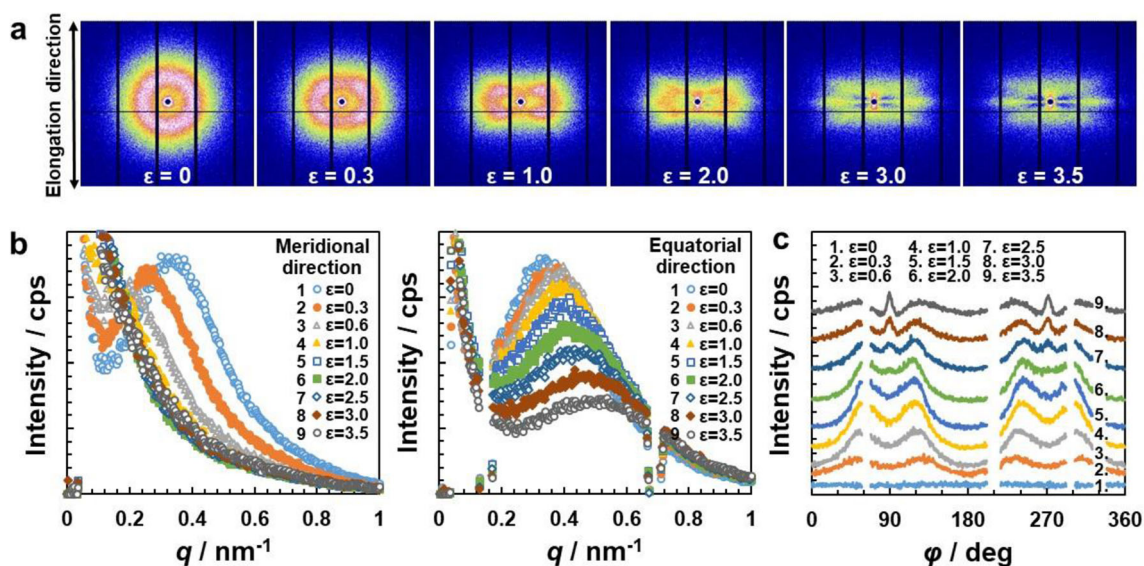 a
Elongation direction
ε = 0
ε = 0.3
ε = 1.0
ε = 2.0
ε = 3.0
ε = 3.5
b
Intensity / cps
Meridional
direction
1 ε=0
2 ε=0.3
3 ε=0.6
4 ε=1.0
5 ε=1.5
6 ε=2.0
7 ε=2.5
8 ε=3.0
9 ε=3.5
0 0.2 0.4 0.6 0.8 1
q / nm⁻¹
Intensity / cps
Equatorial
direction
1 ε=0
2 ε=0.3
3 ε=0.6
4 ε=1.0
5 ε=1.5
6 ε=2.0
7 ε=2.5
8 ε=3.0
9 ε=3.5
0 0.2 0.4 0.6 0.8 1
q / nm⁻¹
c
Intensity / cps
1. ε=0 4. ε=1.0 7. ε=2.5
2. ε=0.3 5. ε=1.5 8. ε=3.0
3. ε=0.6 6. ε=2.0 9. ε=3.5
9.
8.
7.
6.
5.
4.
3.
2.
1.
0 90 180 270 360
φ / deg